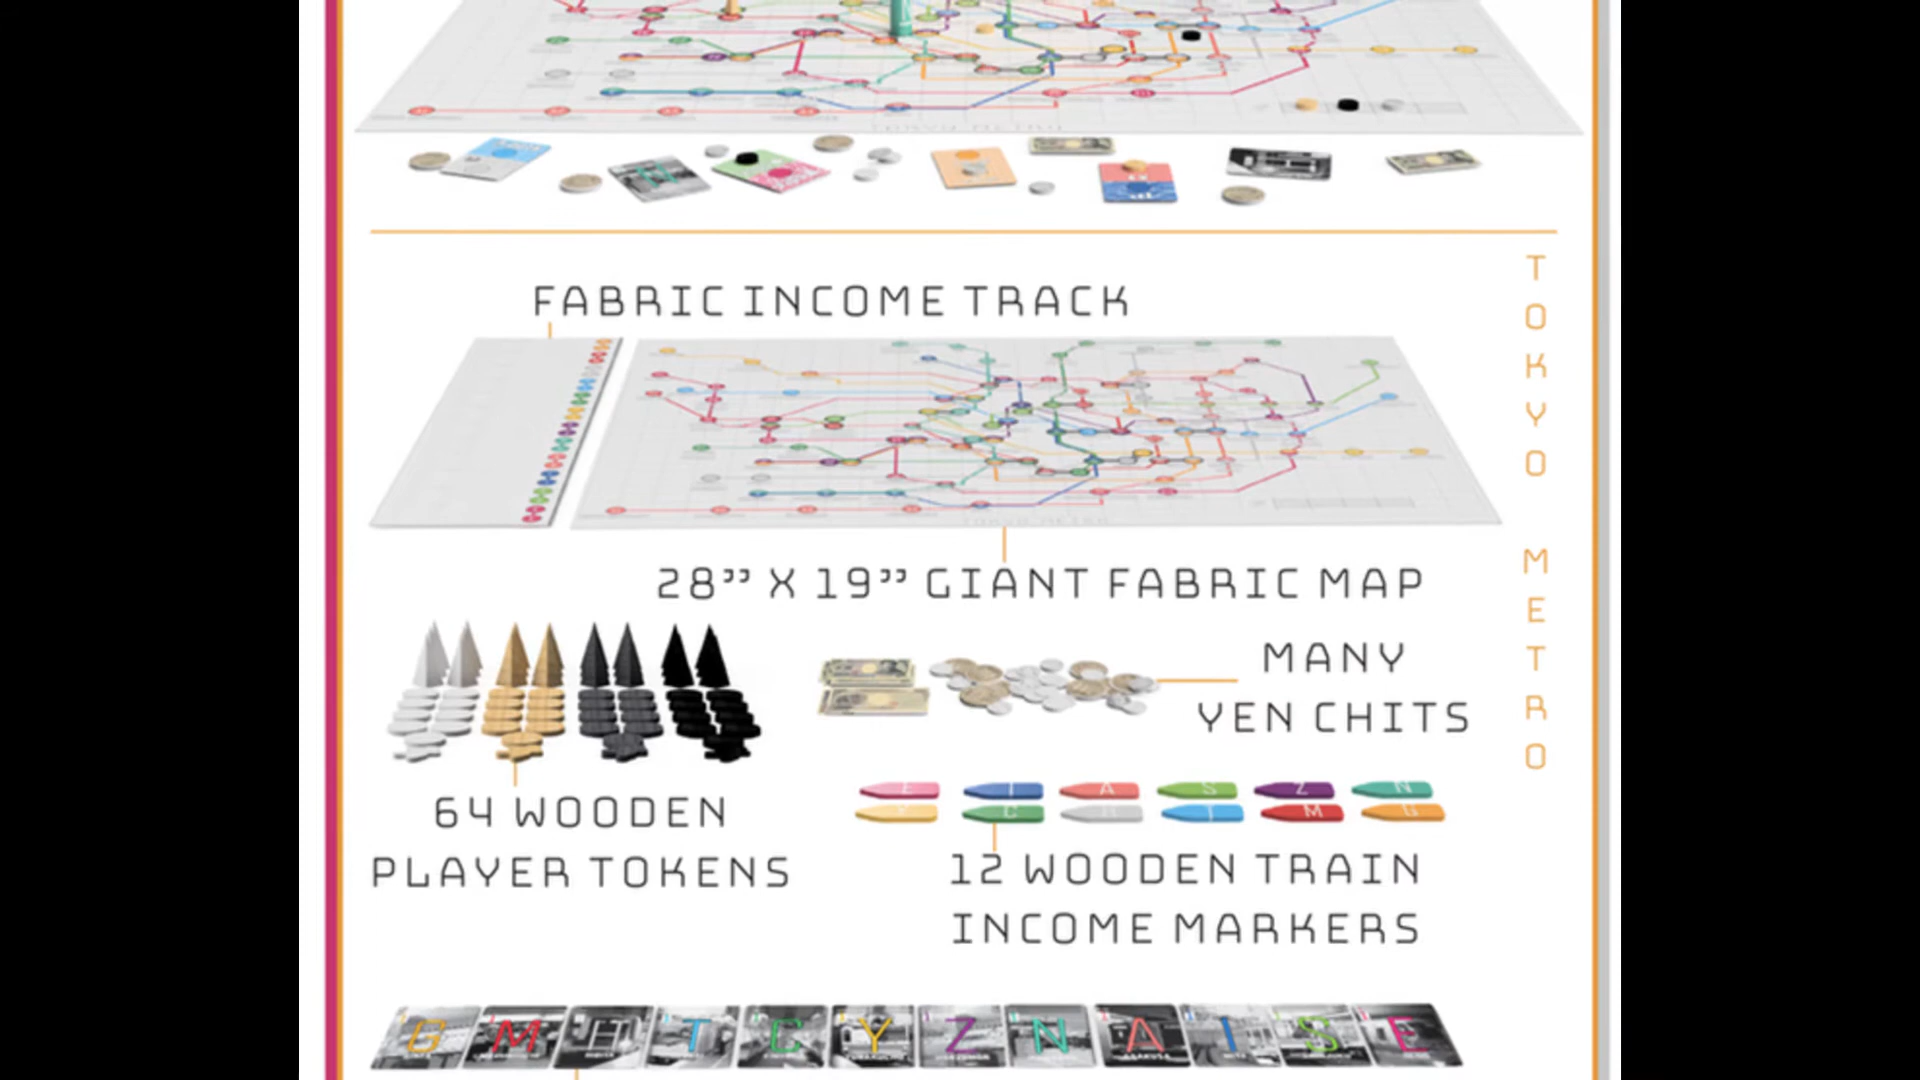 FABRIC INCOME TRACK
TOKYO METRO
28” X 19” GIANT FABRIC MAP
MANY
YEN CHITS
64 WOODEN
PLAYER TOKENS
E I A S Z N
C T M G
12 WOODEN TRAIN
INCOME MARKERS
G M H T C Y Z N A I S E